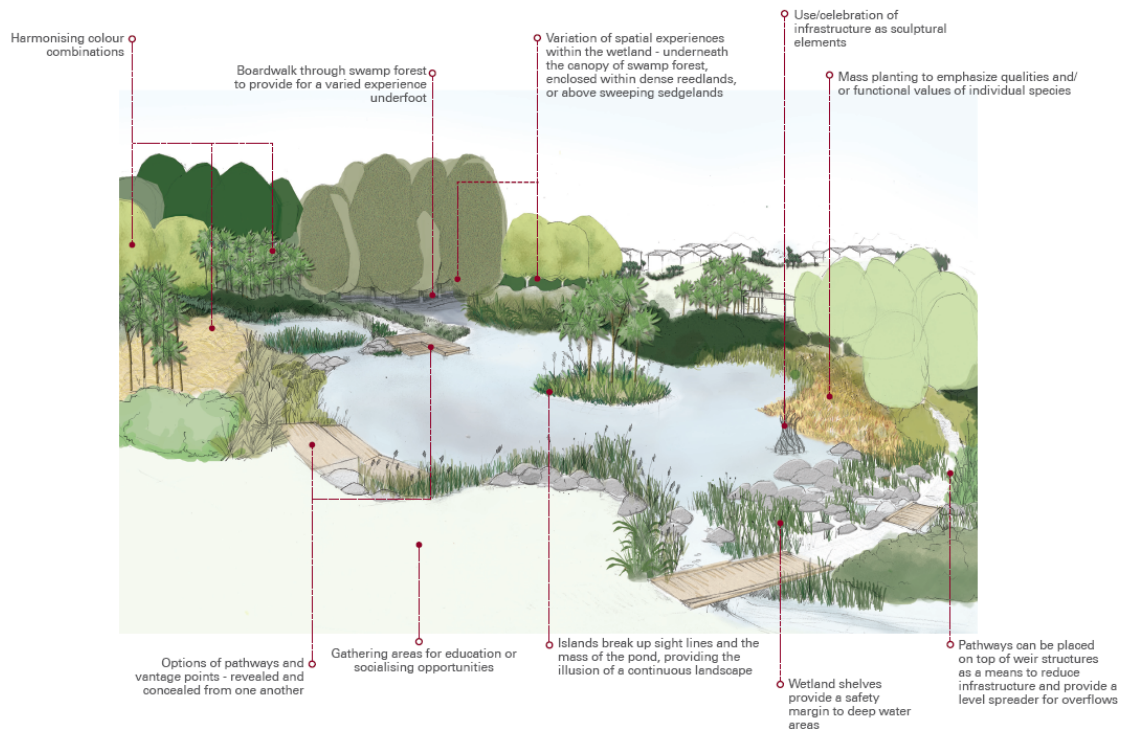 Harmonising colour
combinations
Boardwalk through swamp forest
to provide for a varied experience
underfoot
Variation of spatial experiences
within the wetland - underneath
the canopy of swamp forest,
enclosed within dense reedlands,
or above sweeping sedgelands
Use/celebration of
infrastructure as sculptural
elements
Mass planting to emphasize qualities and/
or functional values of individual species
Options of pathways and
vantage points - revealed and
concealed from one another
Gathering areas for education or
socialising opportunities
Islands break up sight lines and the
mass of the pond, providing the
illusion of a continuous landscape
Wetland shelves
provide a safety
margin to deep water
areas
Pathways can be placed
on top of weir structures
as a means to reduce
infrastructure and provide a
level spreader for overflows